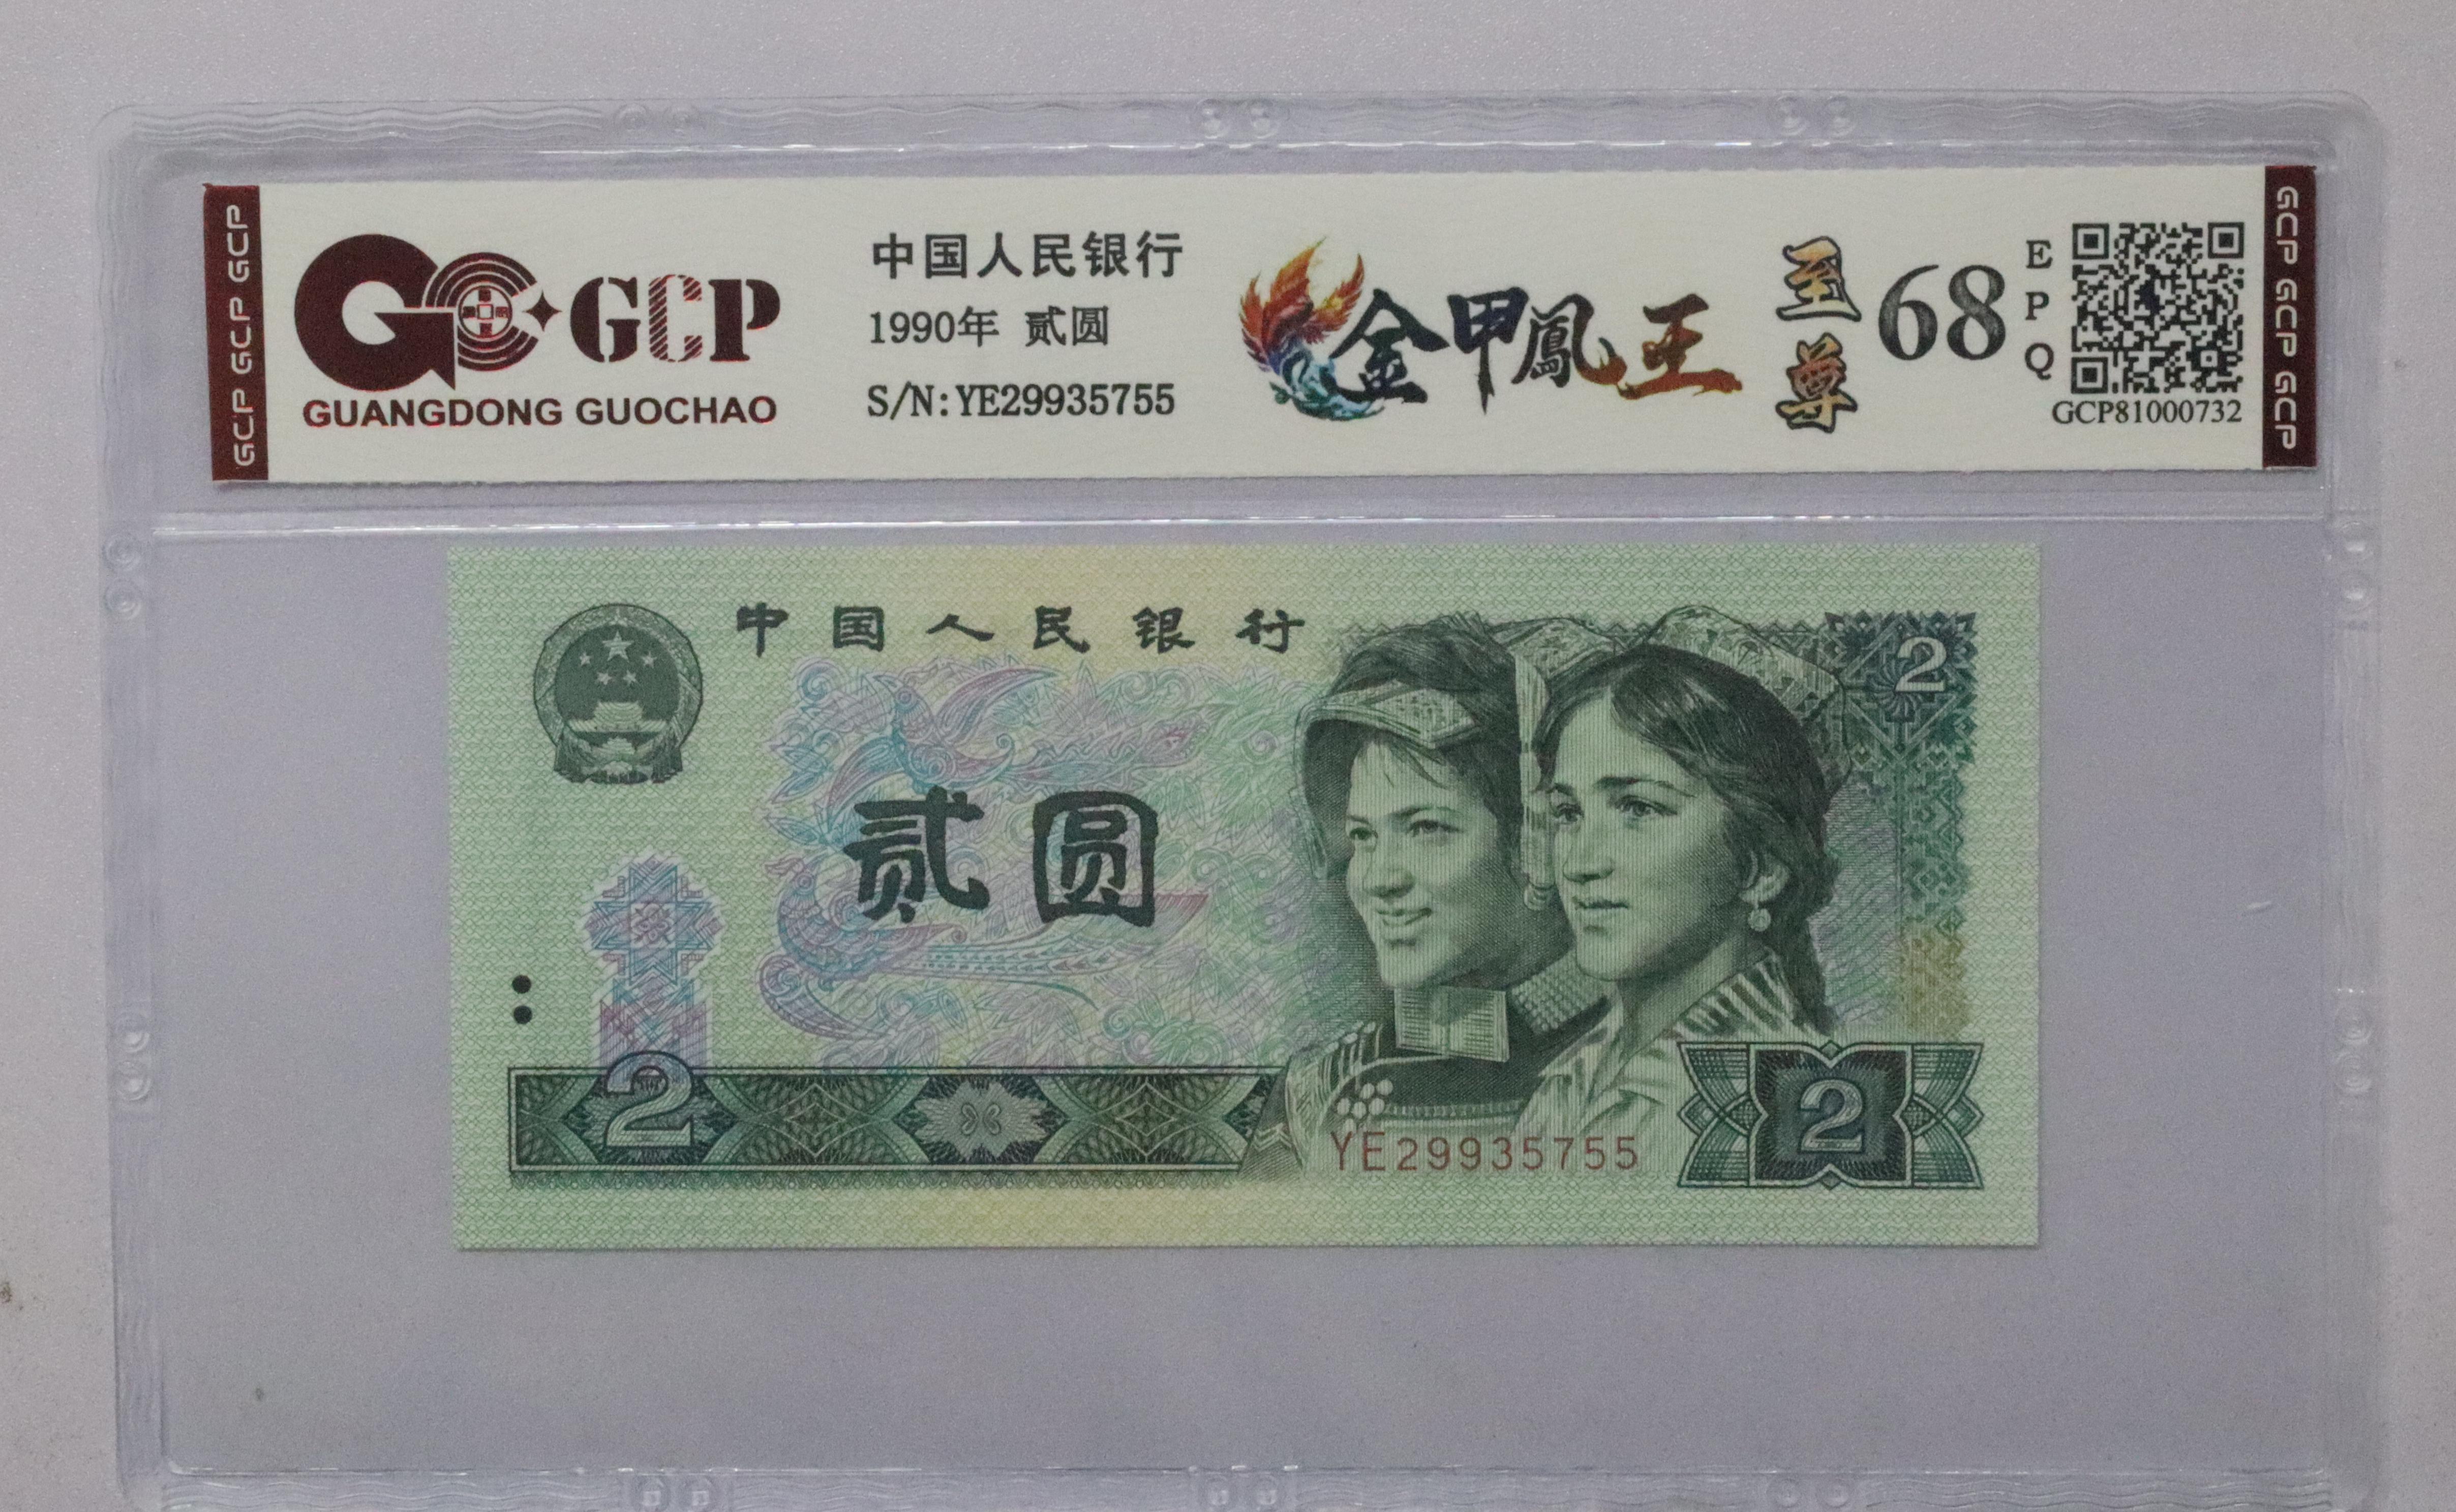 GCP GCP GCP
GCP
GUANGDONG GUOCHAO
中国人民银行
1990年 贰圆
S/N:YE29935755
金甲鳳王
至尊
68
EPQ
GCP81000732
GCP GCP GCP
中国人民银行
2
贰圆
2
2
YE29935755